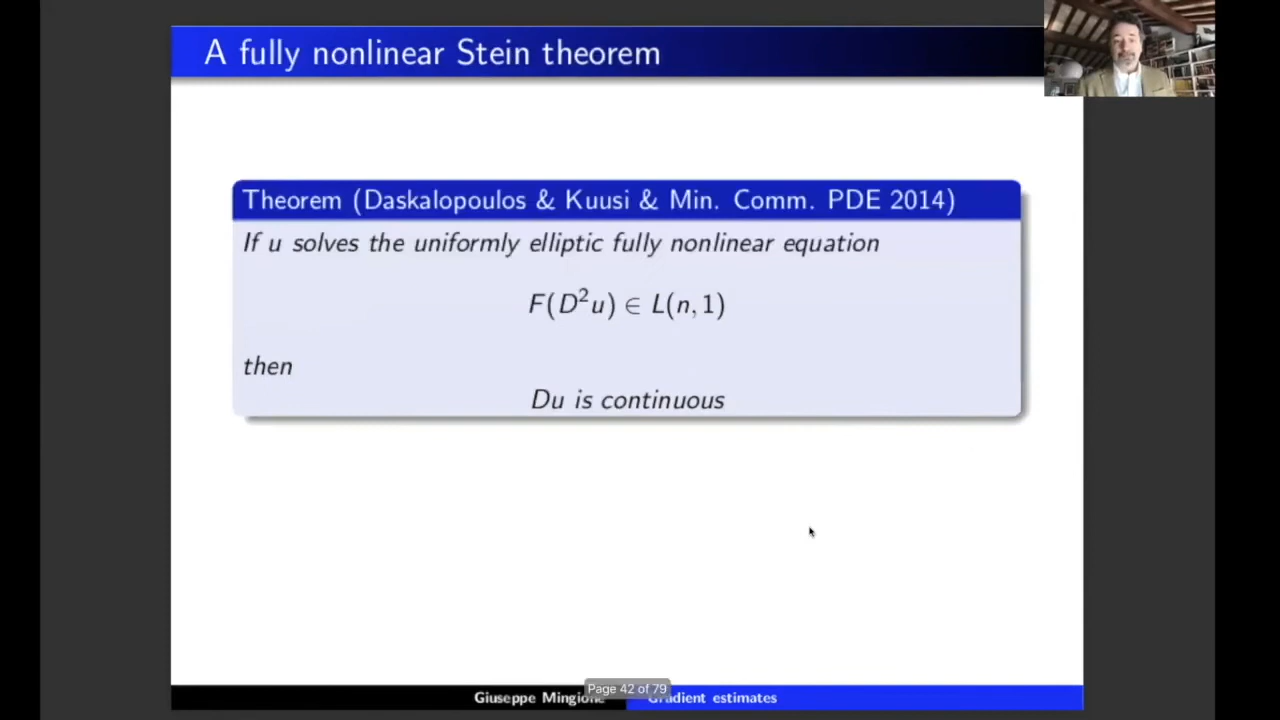 A fully nonlinear Stein theorem
Theorem (Daskalopoulos & Kuusi & Min. Comm. PDE 2014)
If u solves the uniformly elliptic fully nonlinear equation
F(D²u) ∈ L(n, 1)
then
Du is continuous
Page 42 of 79
Giuseppe Mingione Gradient estimates